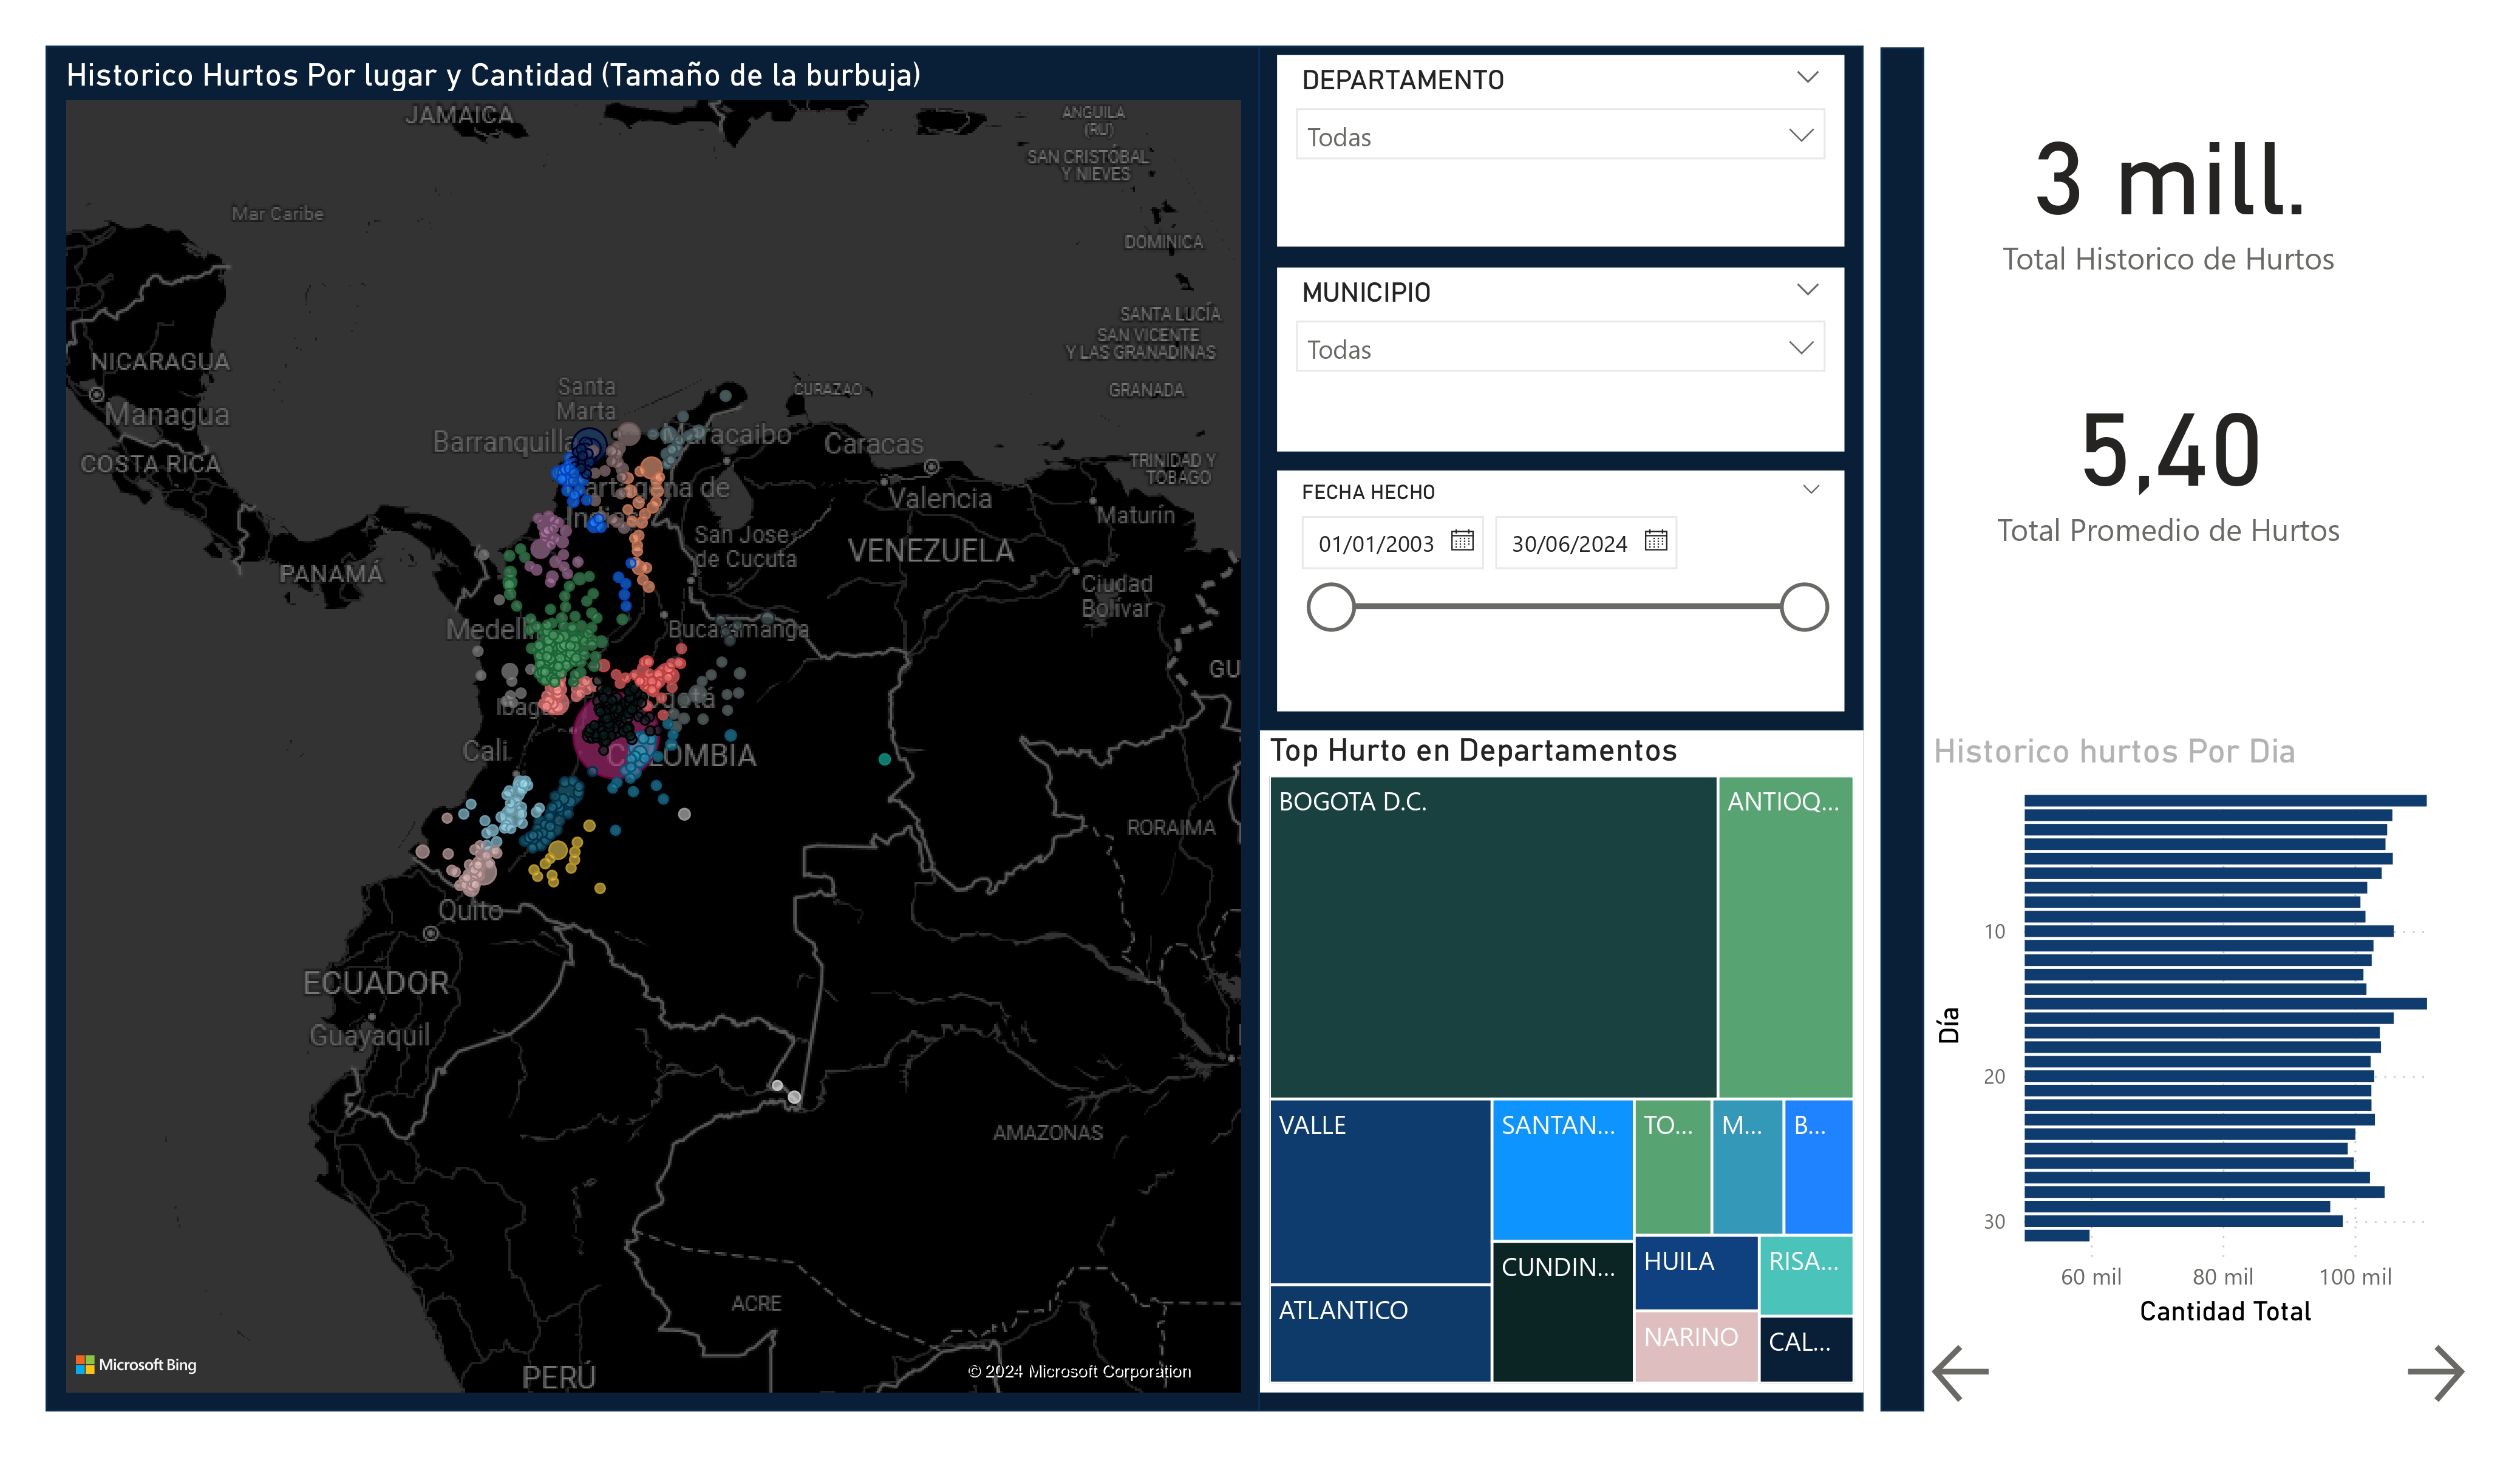 Historico Hurtos Por lugar y Cantidad (Tamaño de la burbuja)
JAMAICA
ANGUILA
(RU)
SAN CRISTÓBAL
Y NIEVES
Mar Caribe
DOMINICA
SANTA LUCÍA
SAN VICENTE
Y LAS GRANADINAS
NICARAGUA
Managua
Santa
Marta
CURAZAO
GRANADA
Barranquilla
Maracaibo
Caracas
COSTA RICA
TRINIDAD Y
TOBAGO
artagena de
Valencia
Indias
Maturín
San Jose
de Cucuta
VENEZUELA
PANAMÁ
Ciudad
Bolívar
Medell
Bucaramanga
GU
Ibag
gotá
Cali
COLOMBIA
RORAIMA
Quito
ECUADOR
Guayaquil
AMAZONAS
ACRE
PERÚ
Microsoft Bing
© 2024 Microsoft Corporation
DEPARTAMENTO
Todas
MUNICIPIO
Todas
FECHA HECHO
01/01/2003
30/06/2024
Top Hurto en Departamentos
BOGOTA D.C.
ANTIOQ...
VALLE
SANTAN...
TO...
M...
B...
ATLANTICO
CUNDIN...
HUILA
RISA...
NARINO
CAL...
3 mill.
Total Historico de Hurtos
5,40
Total Promedio de Hurtos
Historico hurtos Por Dia
Día
10
20
30
60 mil
80 mil
100 mil
Cantidad Total